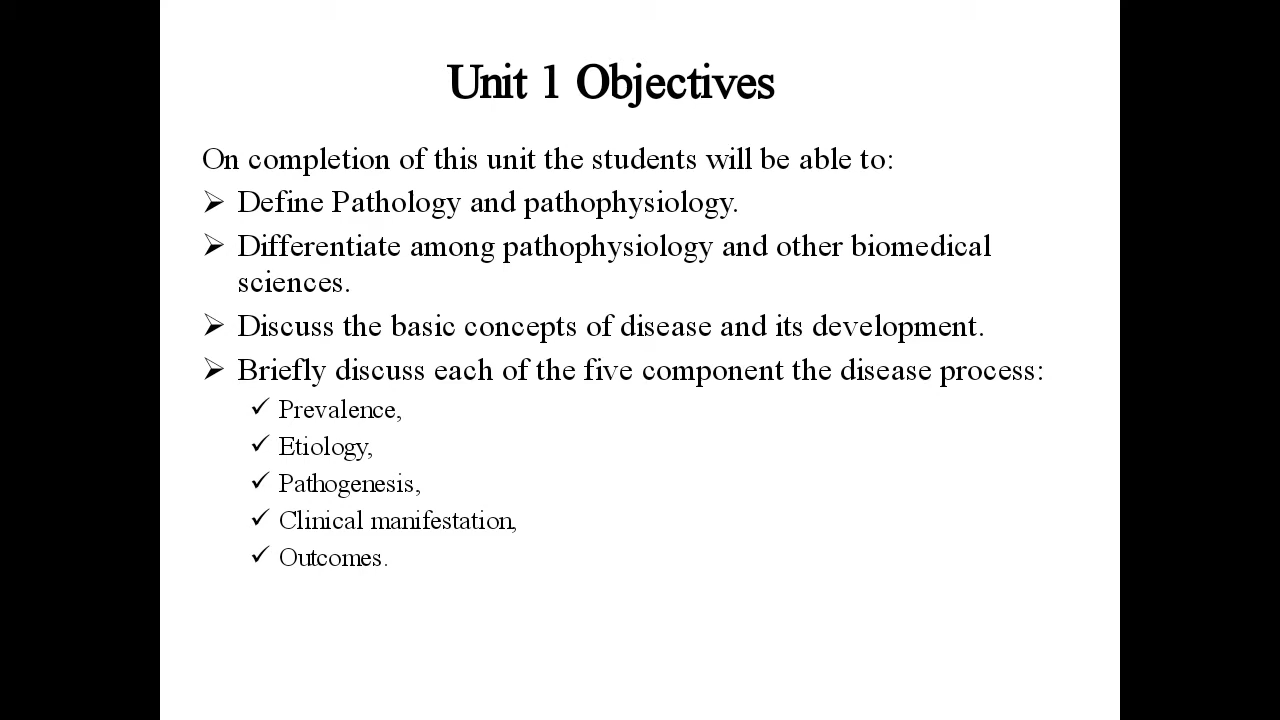 Unit 1 Objectives
On completion of this unit the students will be able to:
➢ Define Pathology and pathophysiology.
➢ Differentiate among pathophysiology and other biomedical
sciences.
➢ Discuss the basic concepts of disease and its development.
➢ Briefly discuss each of the five component the disease process:
✓ Prevalence,
✓ Etiology,
✓ Pathogenesis,
✓ Clinical manifestation,
✓ Outcomes.